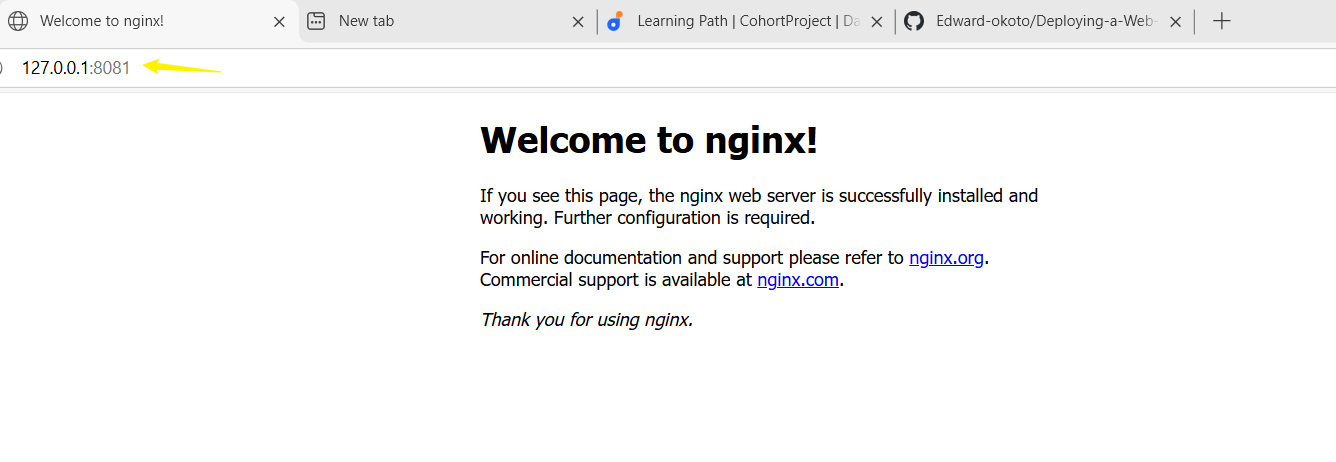 Welcome to nginx!
New tab
Learning Path | CohortProject | Da
Edward-okoto/Deploying-a-Web-
127.0.0.1:8081
Welcome to nginx!
If you see this page, the nginx web server is successfully installed and
working. Further configuration is required.
For online documentation and support please refer to nginx.org.
Commercial support is available at nginx.com.
Thank you for using nginx.